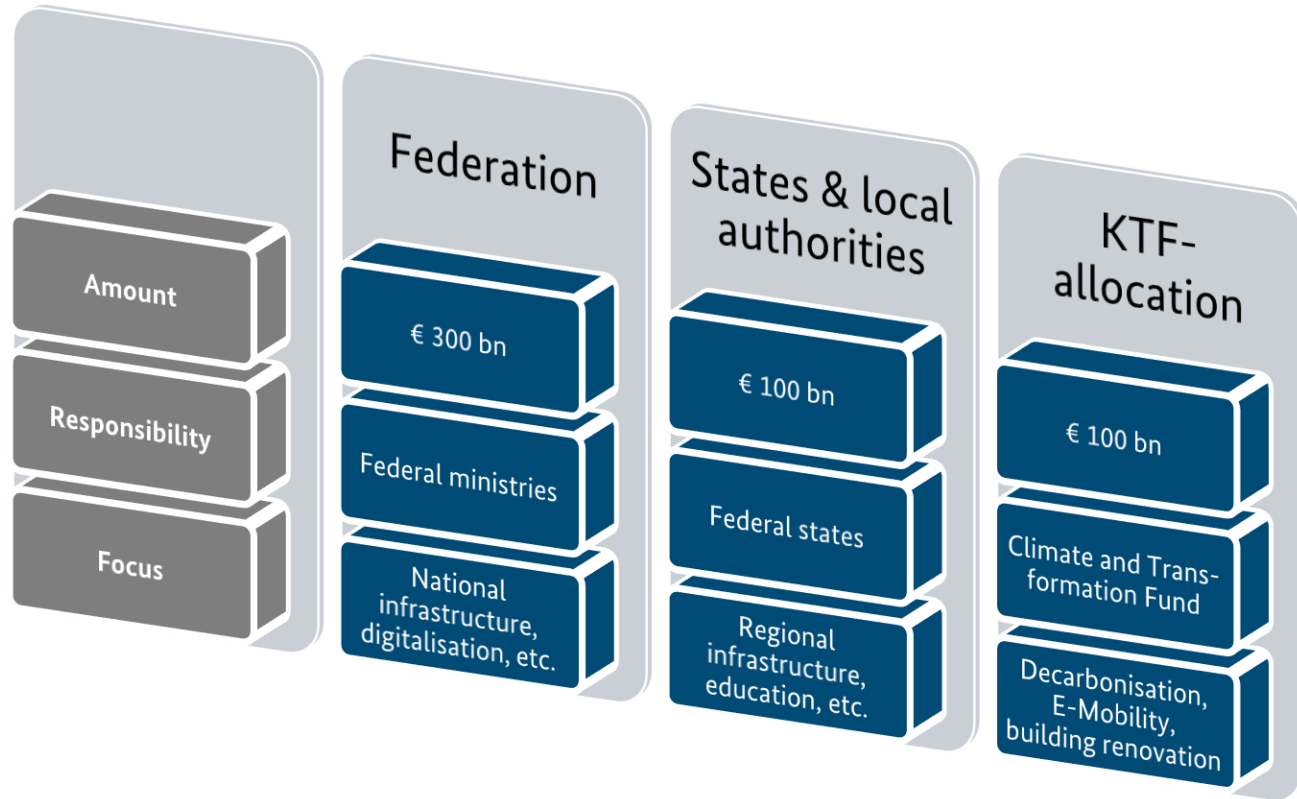 Amount
Responsibility
Focus
Federation
€ 300 bn
Federal ministries
National
infrastructure,
digitalisation, etc.
States & local
authorities
€ 100 bn
Federal states
Regional
infrastructure,
education, etc.
KTF-
allocation
€ 100 bn
Climate and Trans-
formation Fund
Decarbonisation,
E-Mobility,
building renovation